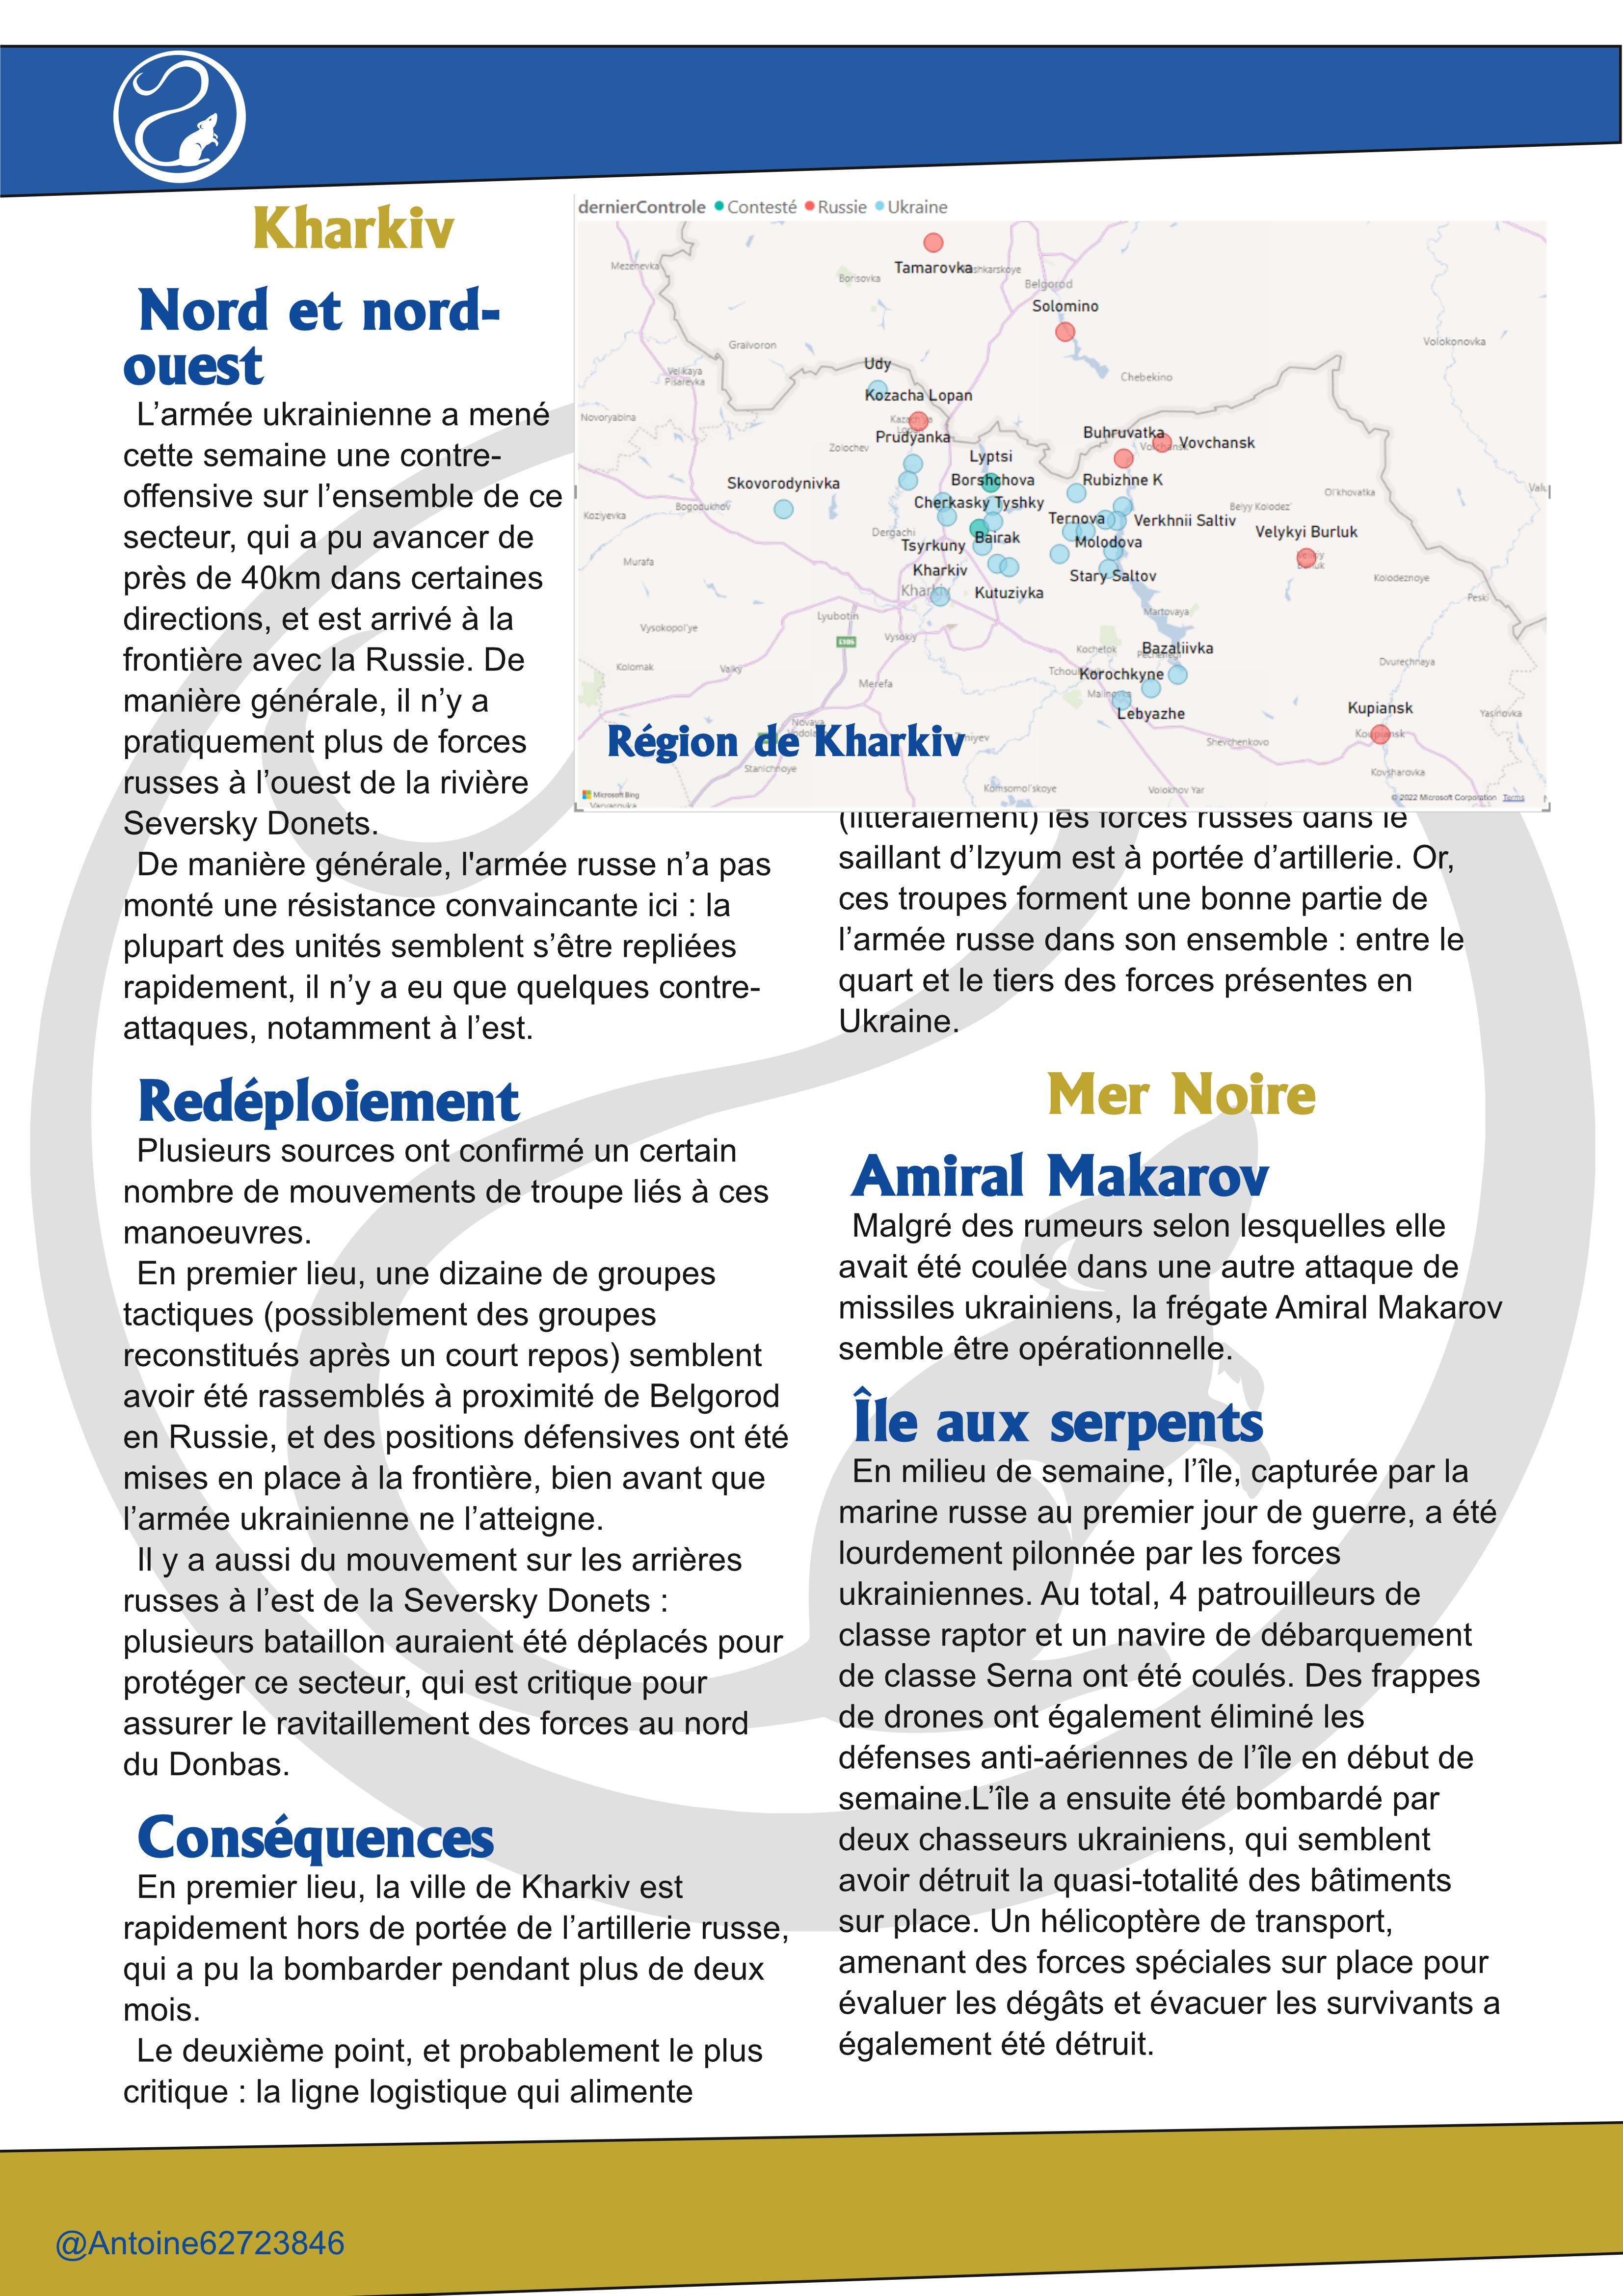 Kharkiv
Nord et nord-
ouest
L’armée ukrainienne a mené
cette semaine une contre-
offensive sur l’ensemble de ce
secteur, qui a pu avancer de
près de 40km dans certaines
directions, et est arrivé à la
frontière avec la Russie. De
manière générale, il n’y a
pratiquement plus de forces
russes à l’ouest de la rivière
Seversky Donets.
De manière générale, l'armée russe n’a pas
monté une résistance convaincante ici : la
plupart des unités semblent s’être repliées
rapidement, il n’y a eu que quelques contre-
attaques, notamment à l’est.
Redéploiement
Plusieurs sources ont confirmé un certain
nombre de mouvements de troupe liés à ces
manoeuvres.
En premier lieu, une dizaine de groupes
tactiques (possiblement des groupes
reconstitués après un court repos) semblent
avoir été rassemblés à proximité de Belgorod
en Russie, et des positions défensives ont été
mises en place à la frontière, bien avant que
l’armée ukrainienne ne l’atteigne.
Il y a aussi du mouvement sur les arrières
russes à l’est de la Seversky Donets :
plusieurs bataillon auraient été déplacés pour
protéger ce secteur, qui est critique pour
assurer le ravitaillement des forces au nord
du Donbas.
Conséquences
En premier lieu, la ville de Kharkiv est
rapidement hors de portée de l’artillerie russe,
qui a pu la bombarder pendant plus de deux
mois.
Le deuxième point, et probablement le plus
critique : la ligne logistique qui alimente
dernierControle Contesté Russie Ukraine
Tamarovka
Mezenevka
Borisovka
Belgorod
Solomino
Graivoron
Volokonovka
Udy
Velikaya
Pisarevka
Chebekino
Kozacha Lopan
Novoryabina
Prudyanka
Buhruvatka
Vovchansk
Zolochev
Lyptsi
Skovorodynivka
Borshchova
Rubizhne K
Ol'khovatka
Bogodukhov
Cherkasky Tyshky
Belyy Kolodez'
Koziyevka
Ternova
Verkhnii Saltiv
Dergachi
Bairak
Velykyi Burluk
Tsyrkuny
Molodova
Murafa
Kharkiv
Stary Saltov
Kolodeznoye
Kutuzivka
Peski
Martovaya
Lyubotin
E105
Vysokopol'ye
Vysokiy
Kochetok
Bazaliivka
Kolomak
Valky
Korochkyne
Dvurechnaya
Merefa
Lebyazhe
Kupiansk
Yasinovka
Région de Kharkiv
Shevchenkovo
Stanichnoye
Kovsharovka
Komsomol'skoye
Volokhov Yar
Microsoft Bing
© 2022 Microsoft Corporation Terms
(littéralement) les forces russes dans le
saillant d’Izyum est à portée d’artillerie. Or,
ces troupes forment une bonne partie de
l’armée russe dans son ensemble : entre le
quart et le tiers des forces présentes en
Ukraine.
Mer Noire
Amiral Makarov
Malgré des rumeurs selon lesquelles elle
avait été coulée dans une autre attaque de
missiles ukrainiens, la frégate Amiral Makarov
semble être opérationnelle.
Île aux serpents
En milieu de semaine, l’île, capturée par la
marine russe au premier jour de guerre, a été
lourdement pilonnée par les forces
ukrainiennes. Au total, 4 patrouilleurs de
classe raptor et un navire de débarquement
de classe Serna ont été coulés. Des frappes
de drones ont également éliminé les
défenses anti-aériennes de l’île en début de
semaine.L’île a ensuite été bombardé par
deux chasseurs ukrainiens, qui semblent
avoir détruit la quasi-totalité des bâtiments
sur place. Un hélicoptère de transport,
amenant des forces spéciales sur place pour
évaluer les dégâts et évacuer les survivants a
également été détruit.
@Antoine62723846